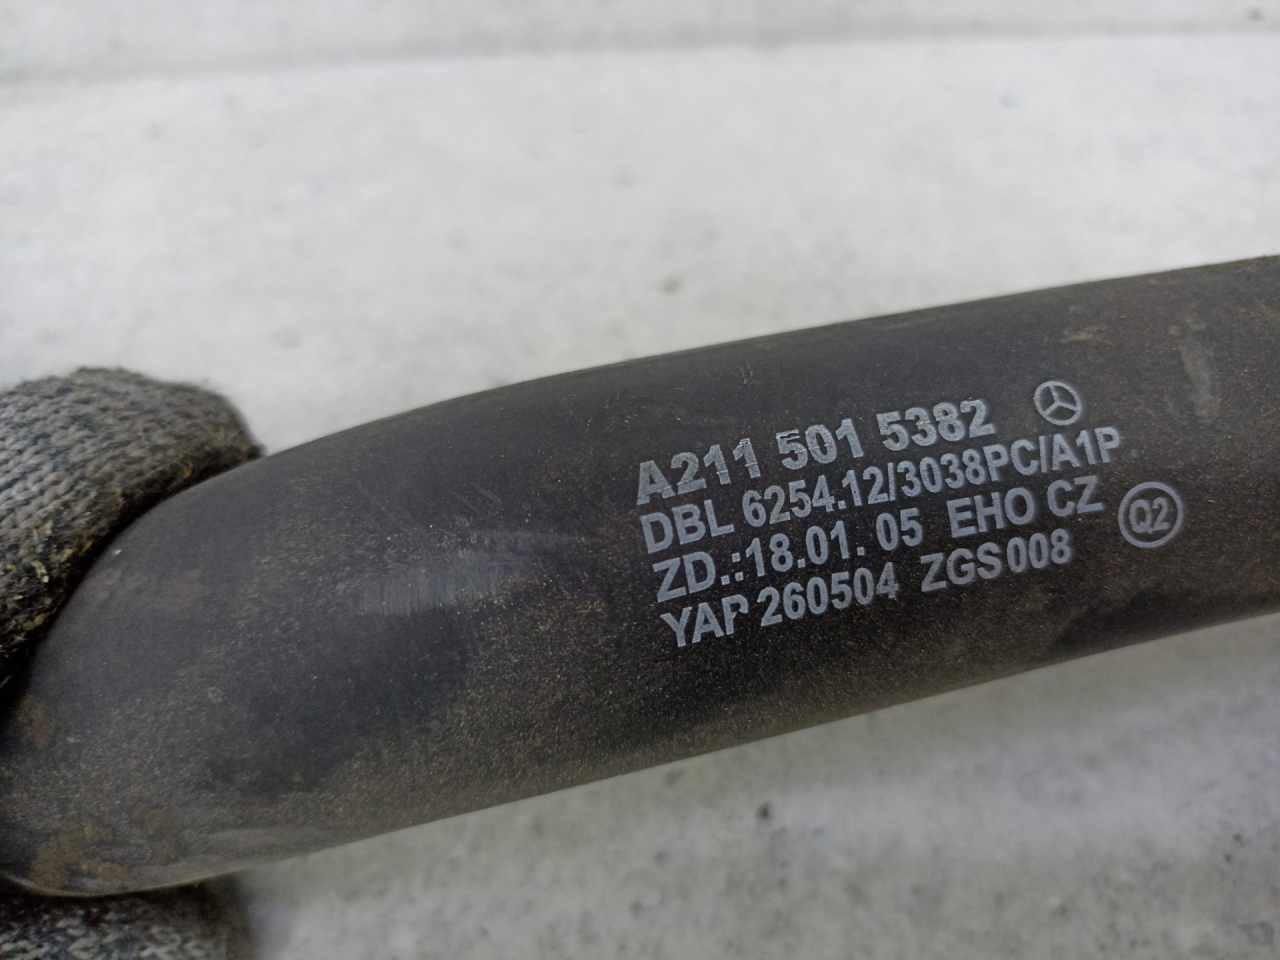 A211 501 5382
DBL 6254.12/3038PC/A1P
ZD.:18.01.05 EHO CZ
YAP 260504 ZGS008
Q2